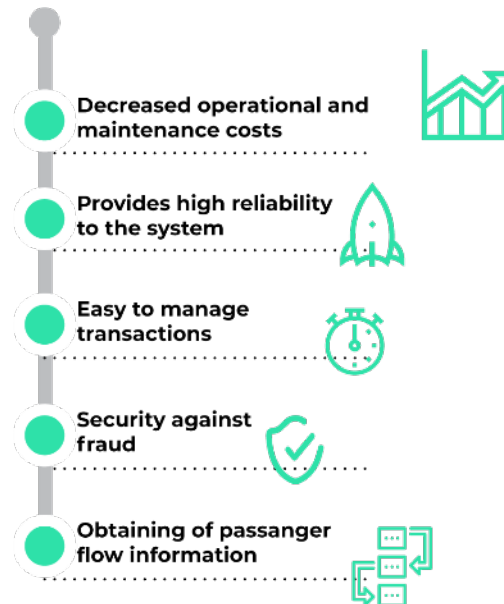 Decreased operational and
maintenance costs
Provides high reliability
to the system
Easy to manage
transactions
Security against
fraud
Obtaining of passanger
flow information